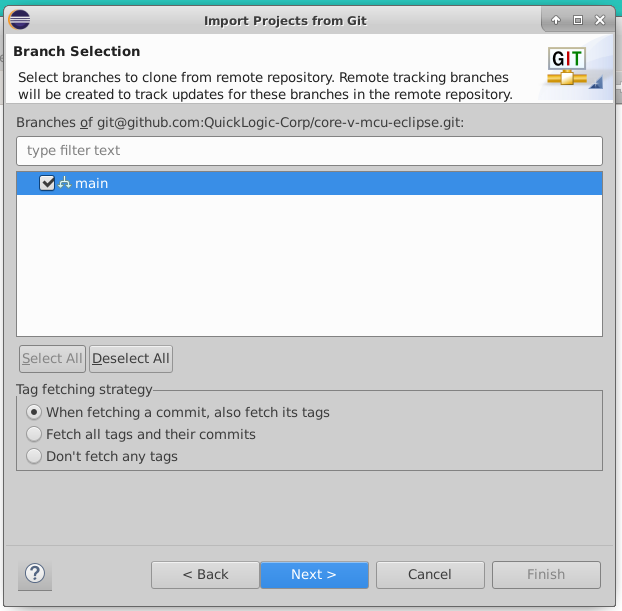 Import Projects from Git
Branch Selection
Select branches to clone from remote repository. Remote tracking branches
will be created to track updates for these branches in the remote repository.
GIT
Branches of git@github.com:QuickLogic-Corp/core-v-mcu-eclipse.git:
type filter text
main
Select All Deselect All
Tag fetching strategy
When fetching a commit, also fetch its tags
Fetch all tags and their commits
Don't fetch any tags
? < Back Next > Cancel Finish